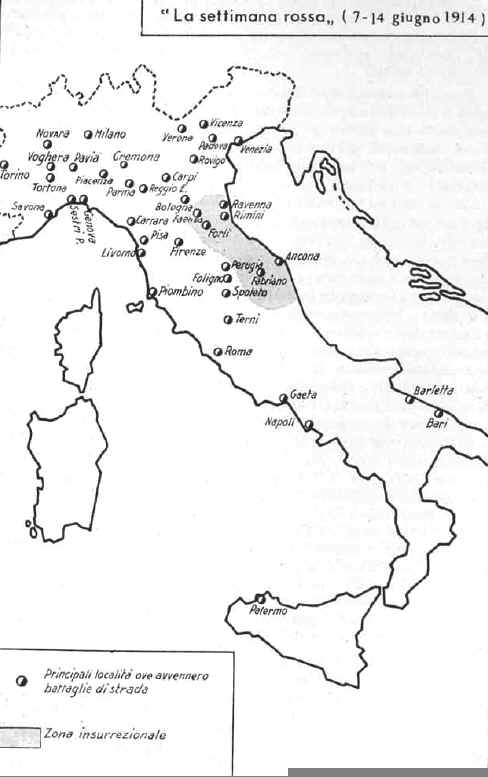 "La settimana rossa„ (7-14 giugno 1914)
Vicenza
Novara
Milano
Verona
Padova
Venezia
Voghera
Pavia
Cremona
Rovigo
Torino
Piacenza
Carpi
Tortona
Parma
Reggio E.
Savona
Sest. P.
Genova
Bologna
Ravenna
Faenza
Rimini
Carrara
Forlì
Pisa
Livorno
Firenze
Ancona
Perugia
Fabriano
Foligno
Piombino
Spoleto
Terni
Roma
Gaeta
Barletta
Napoli
Bari
Palermo
Principali località ove avvennero
battaglie di strada
Zona insurrezionale